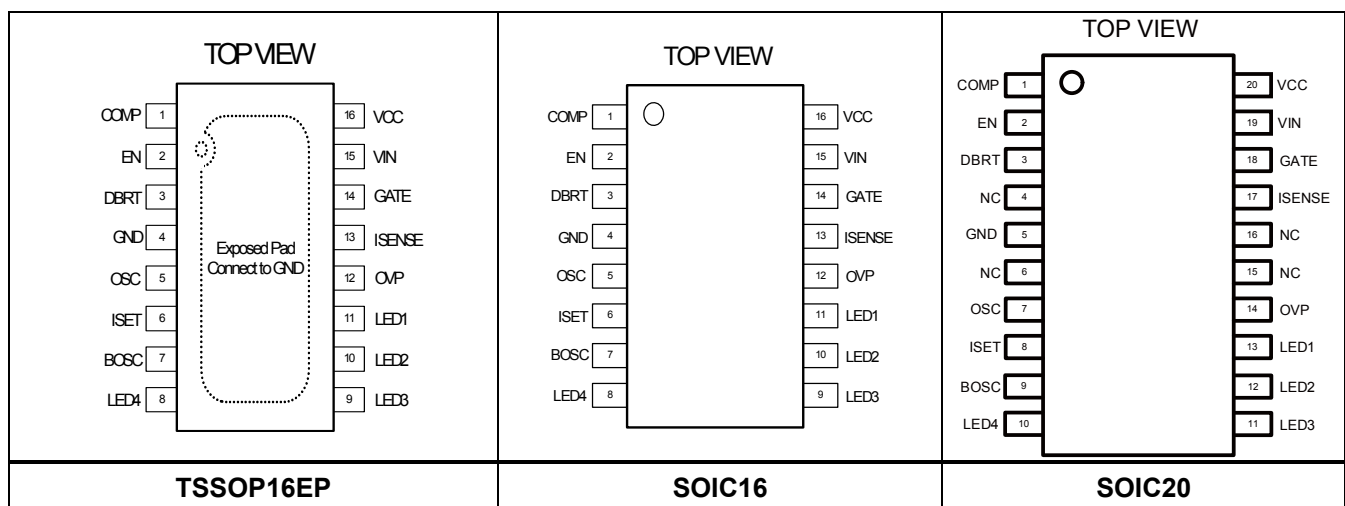 TOP VIEW
COMP 1 16 VCC
EN 2 15 VIN
DBRT 3 14 GATE
GND 4 13 ISENSE
OSC 5 12 OVP
ISET 6 11 LED1
BOSC 7 10 LED2
LED4 8 9 LED3
Exposed Pad
Connect to GND
TSSOP16EP
TOP VIEW
COMP 1 16 VCC
EN 2 15 VIN
DBRT 3 14 GATE
GND 4 13 ISENSE
OSC 5 12 OVP
ISET 6 11 LED1
BOSC 7 10 LED2
LED4 8 9 LED3
SOIC16
TOP VIEW
COMP 1 20 VCC
EN 2 19 VIN
DBRT 3 18 GATE
NC 4 17 ISENSE
GND 5 16 NC
NC 6 15 NC
OSC 7 14 OVP
ISET 8 13 LED1
BOSC 9 12 LED2
LED4 10 11 LED3
SOIC20